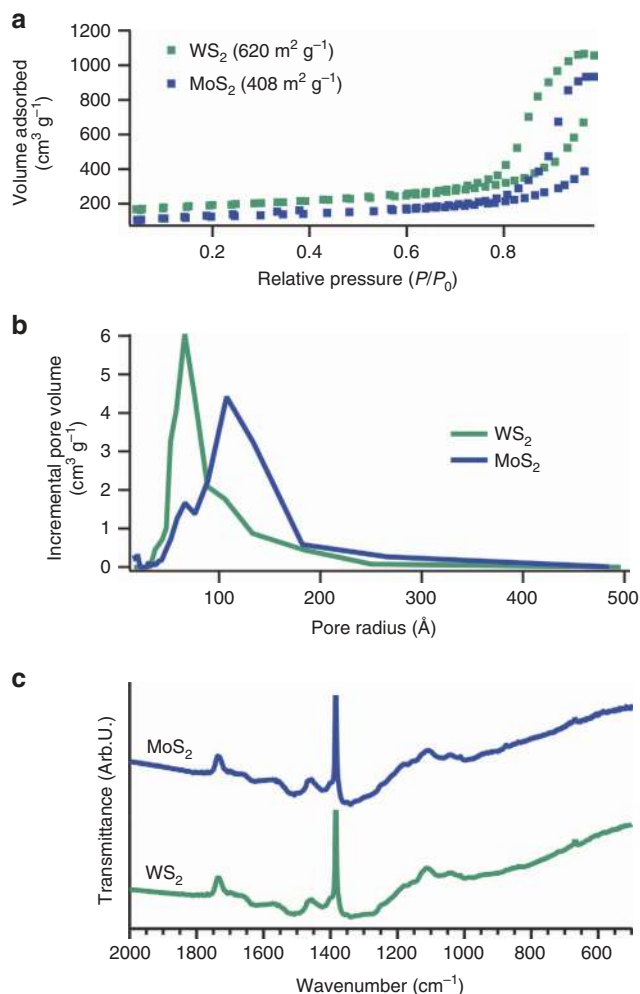 a
1200
1000
800
600
400
200
Volume adsorbed
(cm³ g⁻¹)
WS₂ (620 m² g⁻¹)
MoS₂ (408 m² g⁻¹)
0.2 0.4 0.6 0.8
Relative pressure (P/P₀)
b
6
5
4
3
2
1
0
Incremental pore volume
(cm³ g⁻¹)
WS₂
MoS₂
100 200 300 400 500
Pore radius (Å)
c
Transmittance (Arb.U.)
MoS₂
WS₂
2000 1800 1600 1400 1200 1000 800 600
Wavenumber (cm⁻¹)